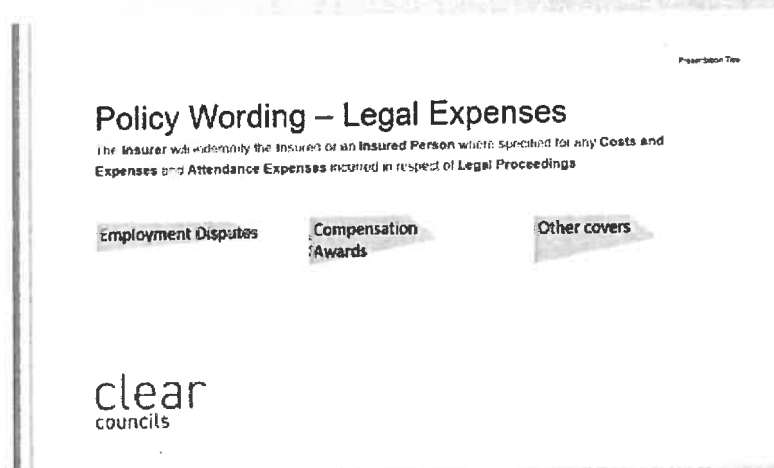 Presentation Title
Policy Wording – Legal Expenses
The Insurer will indemnify the Insured or an Insured Person where specified for any Costs and
Expenses and Attendance Expenses incurred in respect of Legal Proceedings
Employment Disputes
Compensation
Awards
Other covers
clear
councils